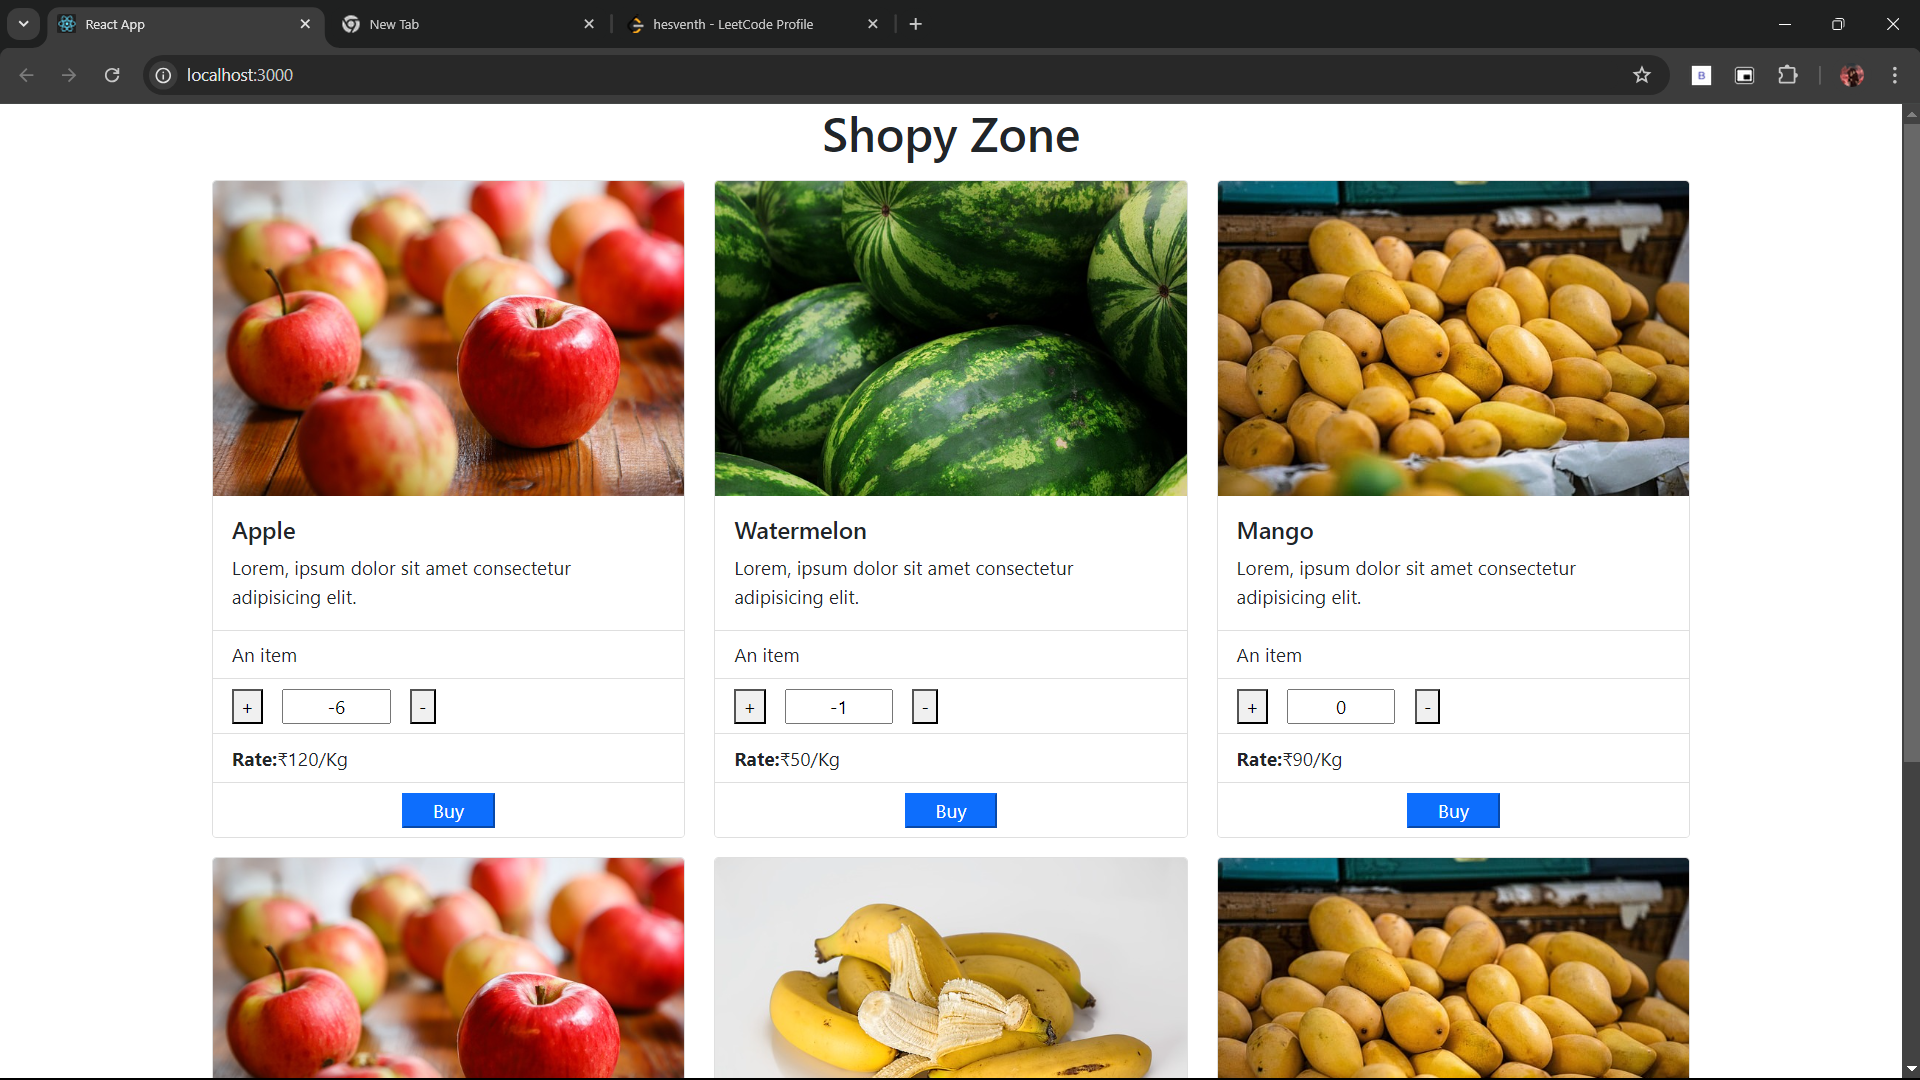 React App
New Tab
hesventh - LeetCode Profile
localhost:3000
B
Shopy Zone
Apple
Lorem, ipsum dolor sit amet consectetur
adipisicing elit.
An item
+ -6 -
Rate:₹120/Kg
Buy
Watermelon
Lorem, ipsum dolor sit amet consectetur
adipisicing elit.
An item
+ -1 -
Rate:₹50/Kg
Buy
Mango
Lorem, ipsum dolor sit amet consectetur
adipisicing elit.
An item
+ 0 -
Rate:₹90/Kg
Buy